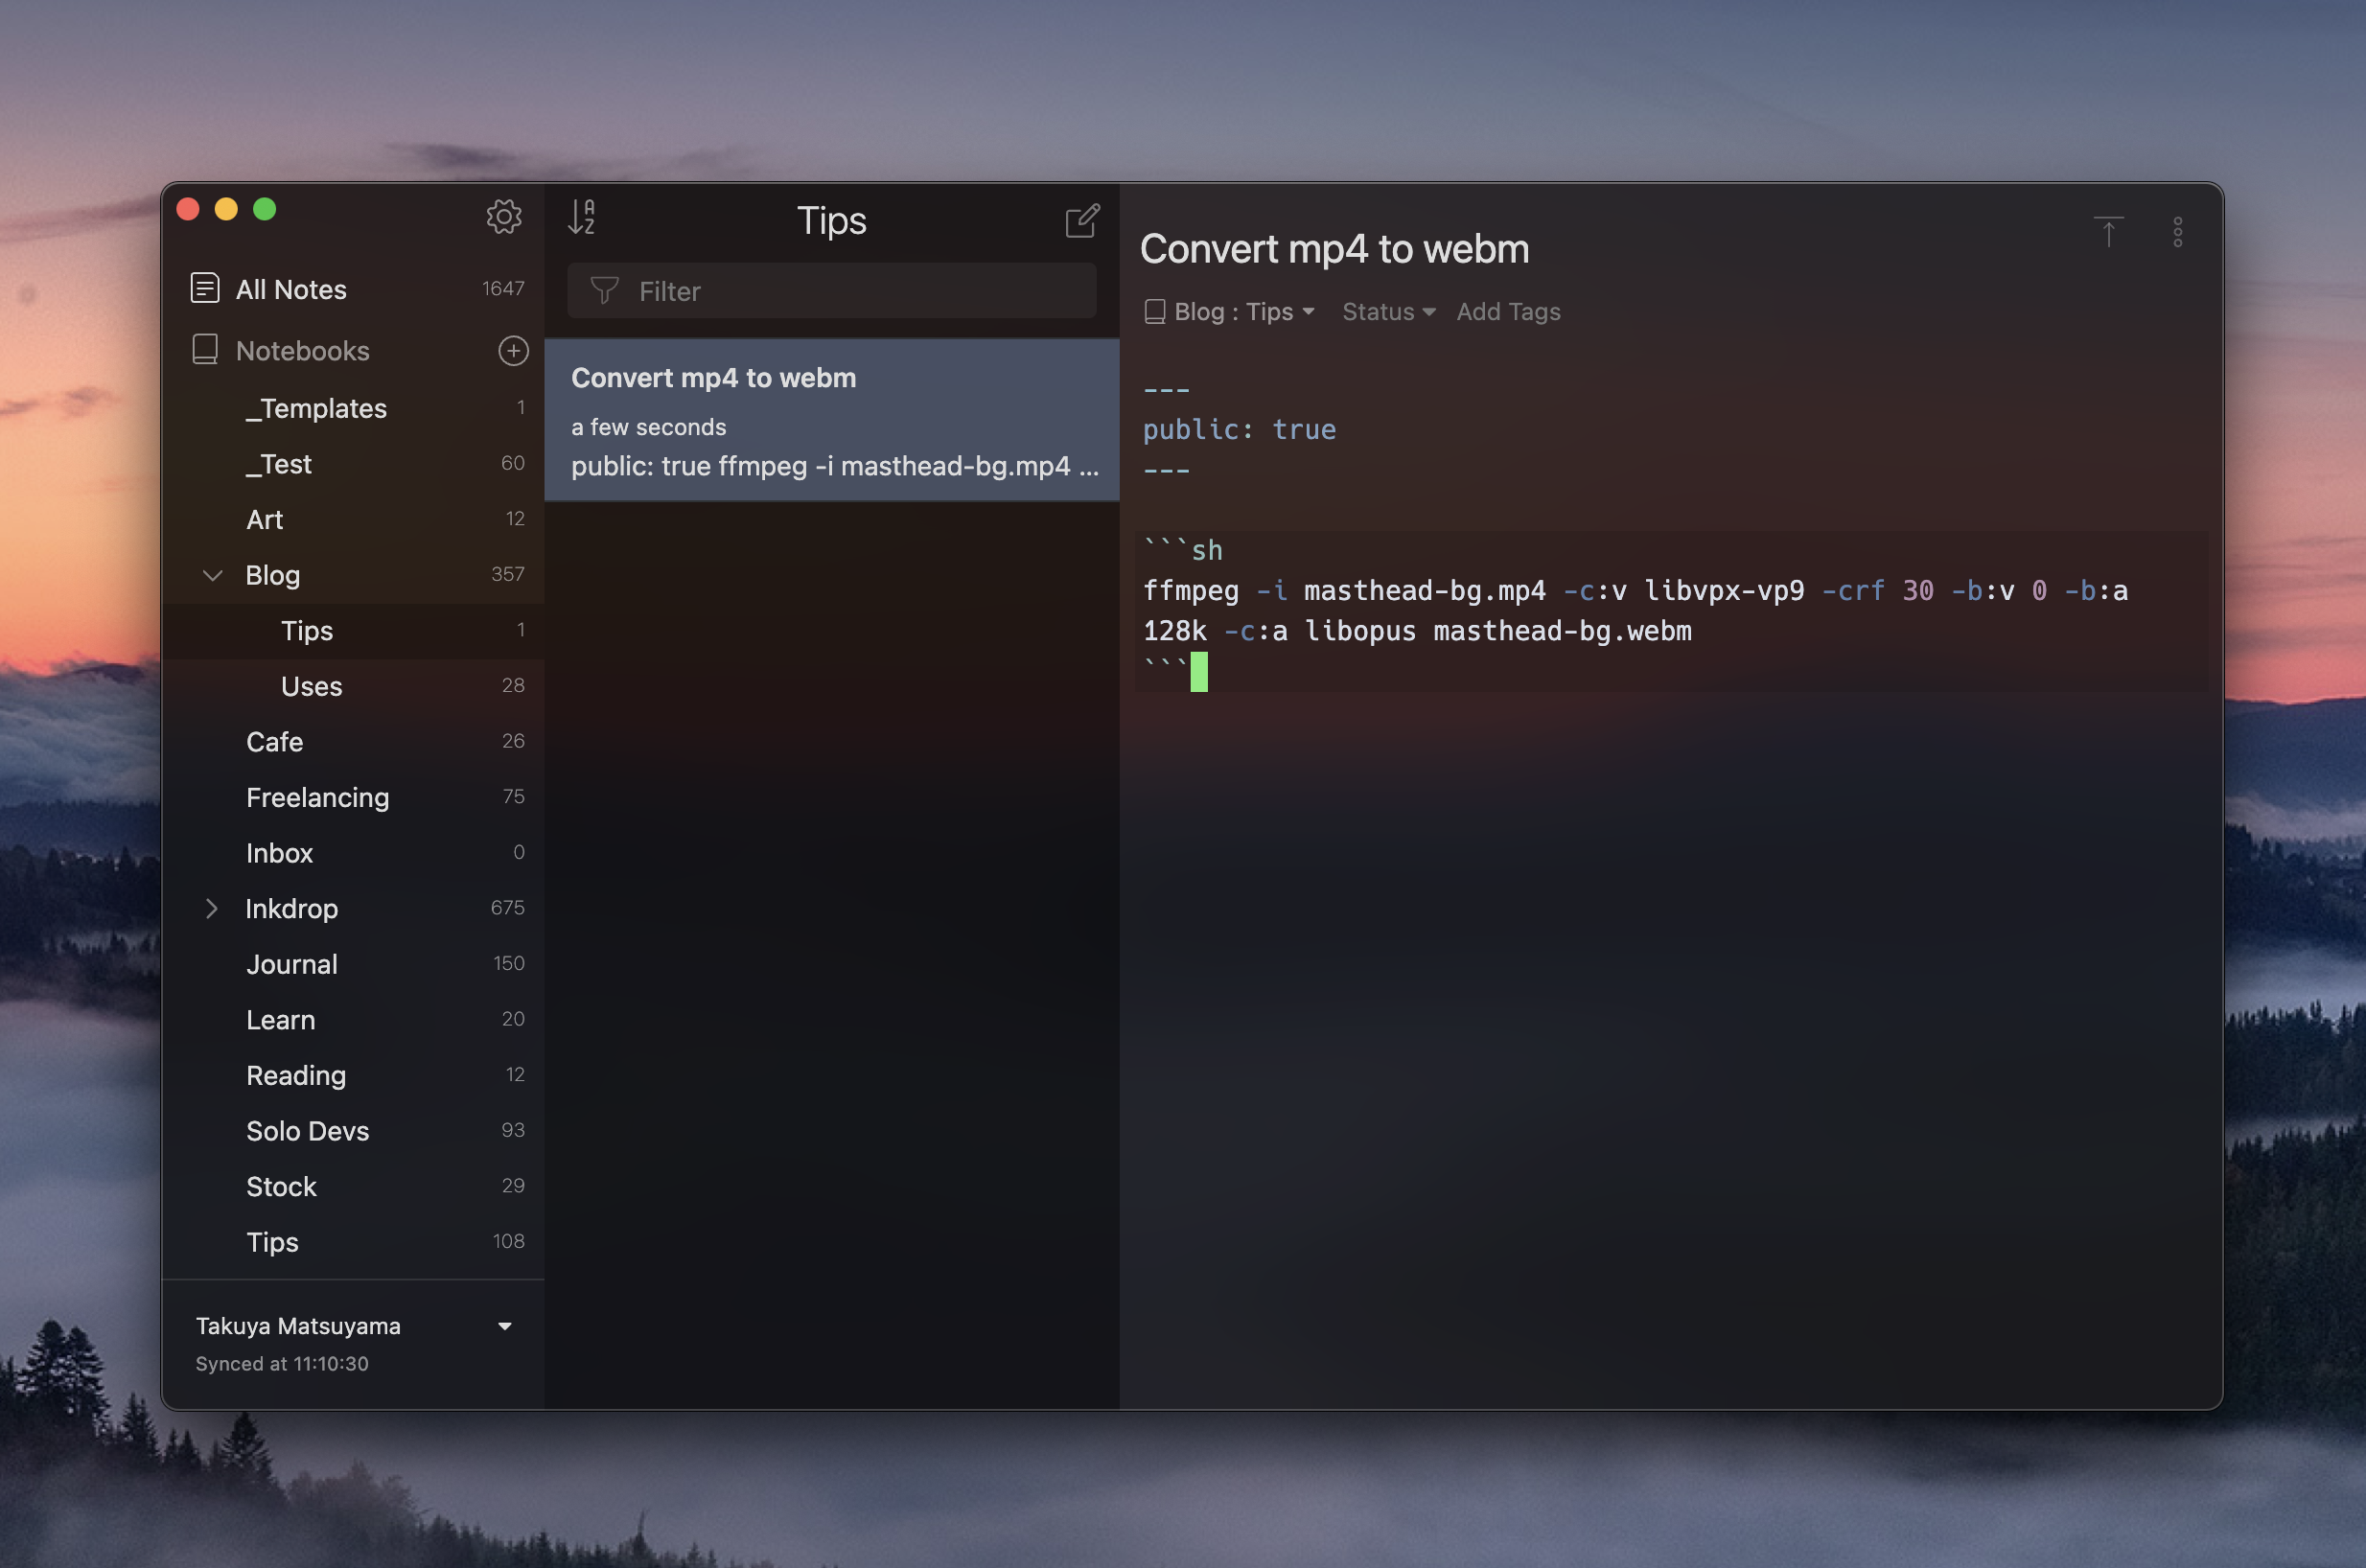 All Notes 1647
Notebooks
_Templates 1
_Test 60
Art 12
Blog 357
Tips 1
Uses 28
Cafe 26
Freelancing 75
Inbox 0
Inkdrop 675
Journal 150
Learn 20
Reading 12
Solo Devs 93
Stock 29
Tips 108
Takuya Matsuyama
Synced at 11:10:30
A
Z
Tips
Filter
Convert mp4 to webm
a few seconds
public: true ffmpeg -i masthead-bg.mp4 ...
Convert mp4 to webm
Blog : Tips Status Add Tags
---
public: true
---
```sh
ffmpeg -i masthead-bg.mp4 -c:v libvpx-vp9 -crf 30 -b:v 0 -b:a
128k -c:a libopus masthead-bg.webm
```